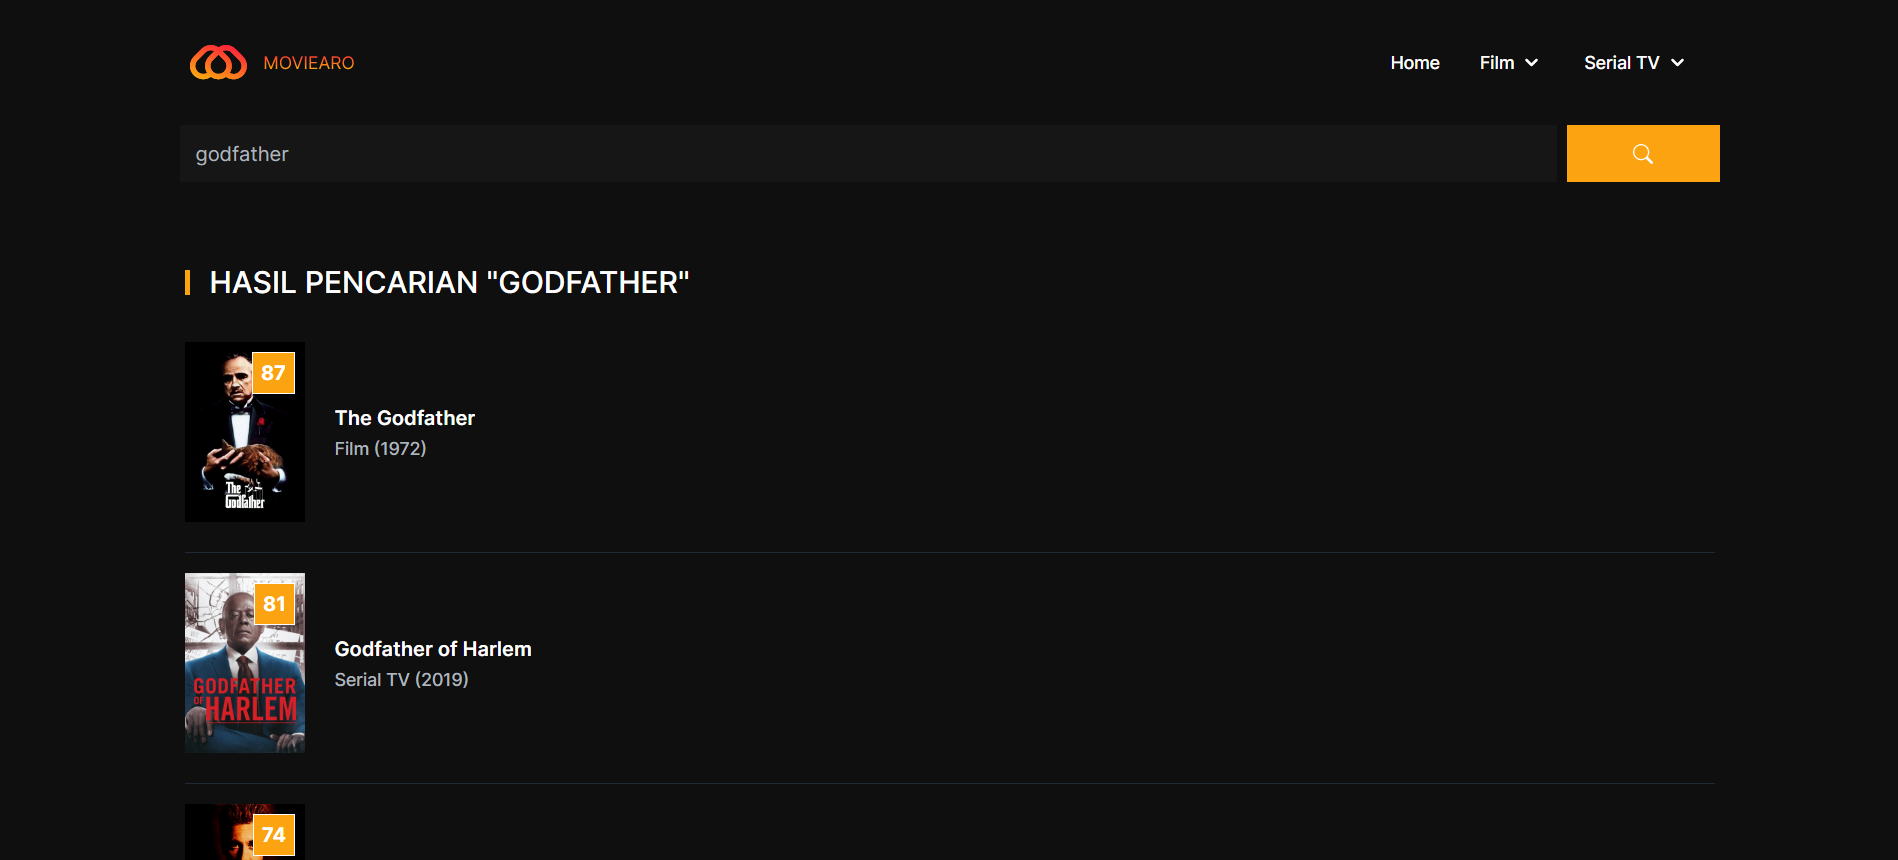 MOVIEARO
Home
Film
Serial TV
godfather
HASIL PENCARIAN "GODFATHER"
87
The
Godfather
The Godfather
Film (1972)
81
GODFATHER
OF HARLEM
Godfather of Harlem
Serial TV (2019)
74